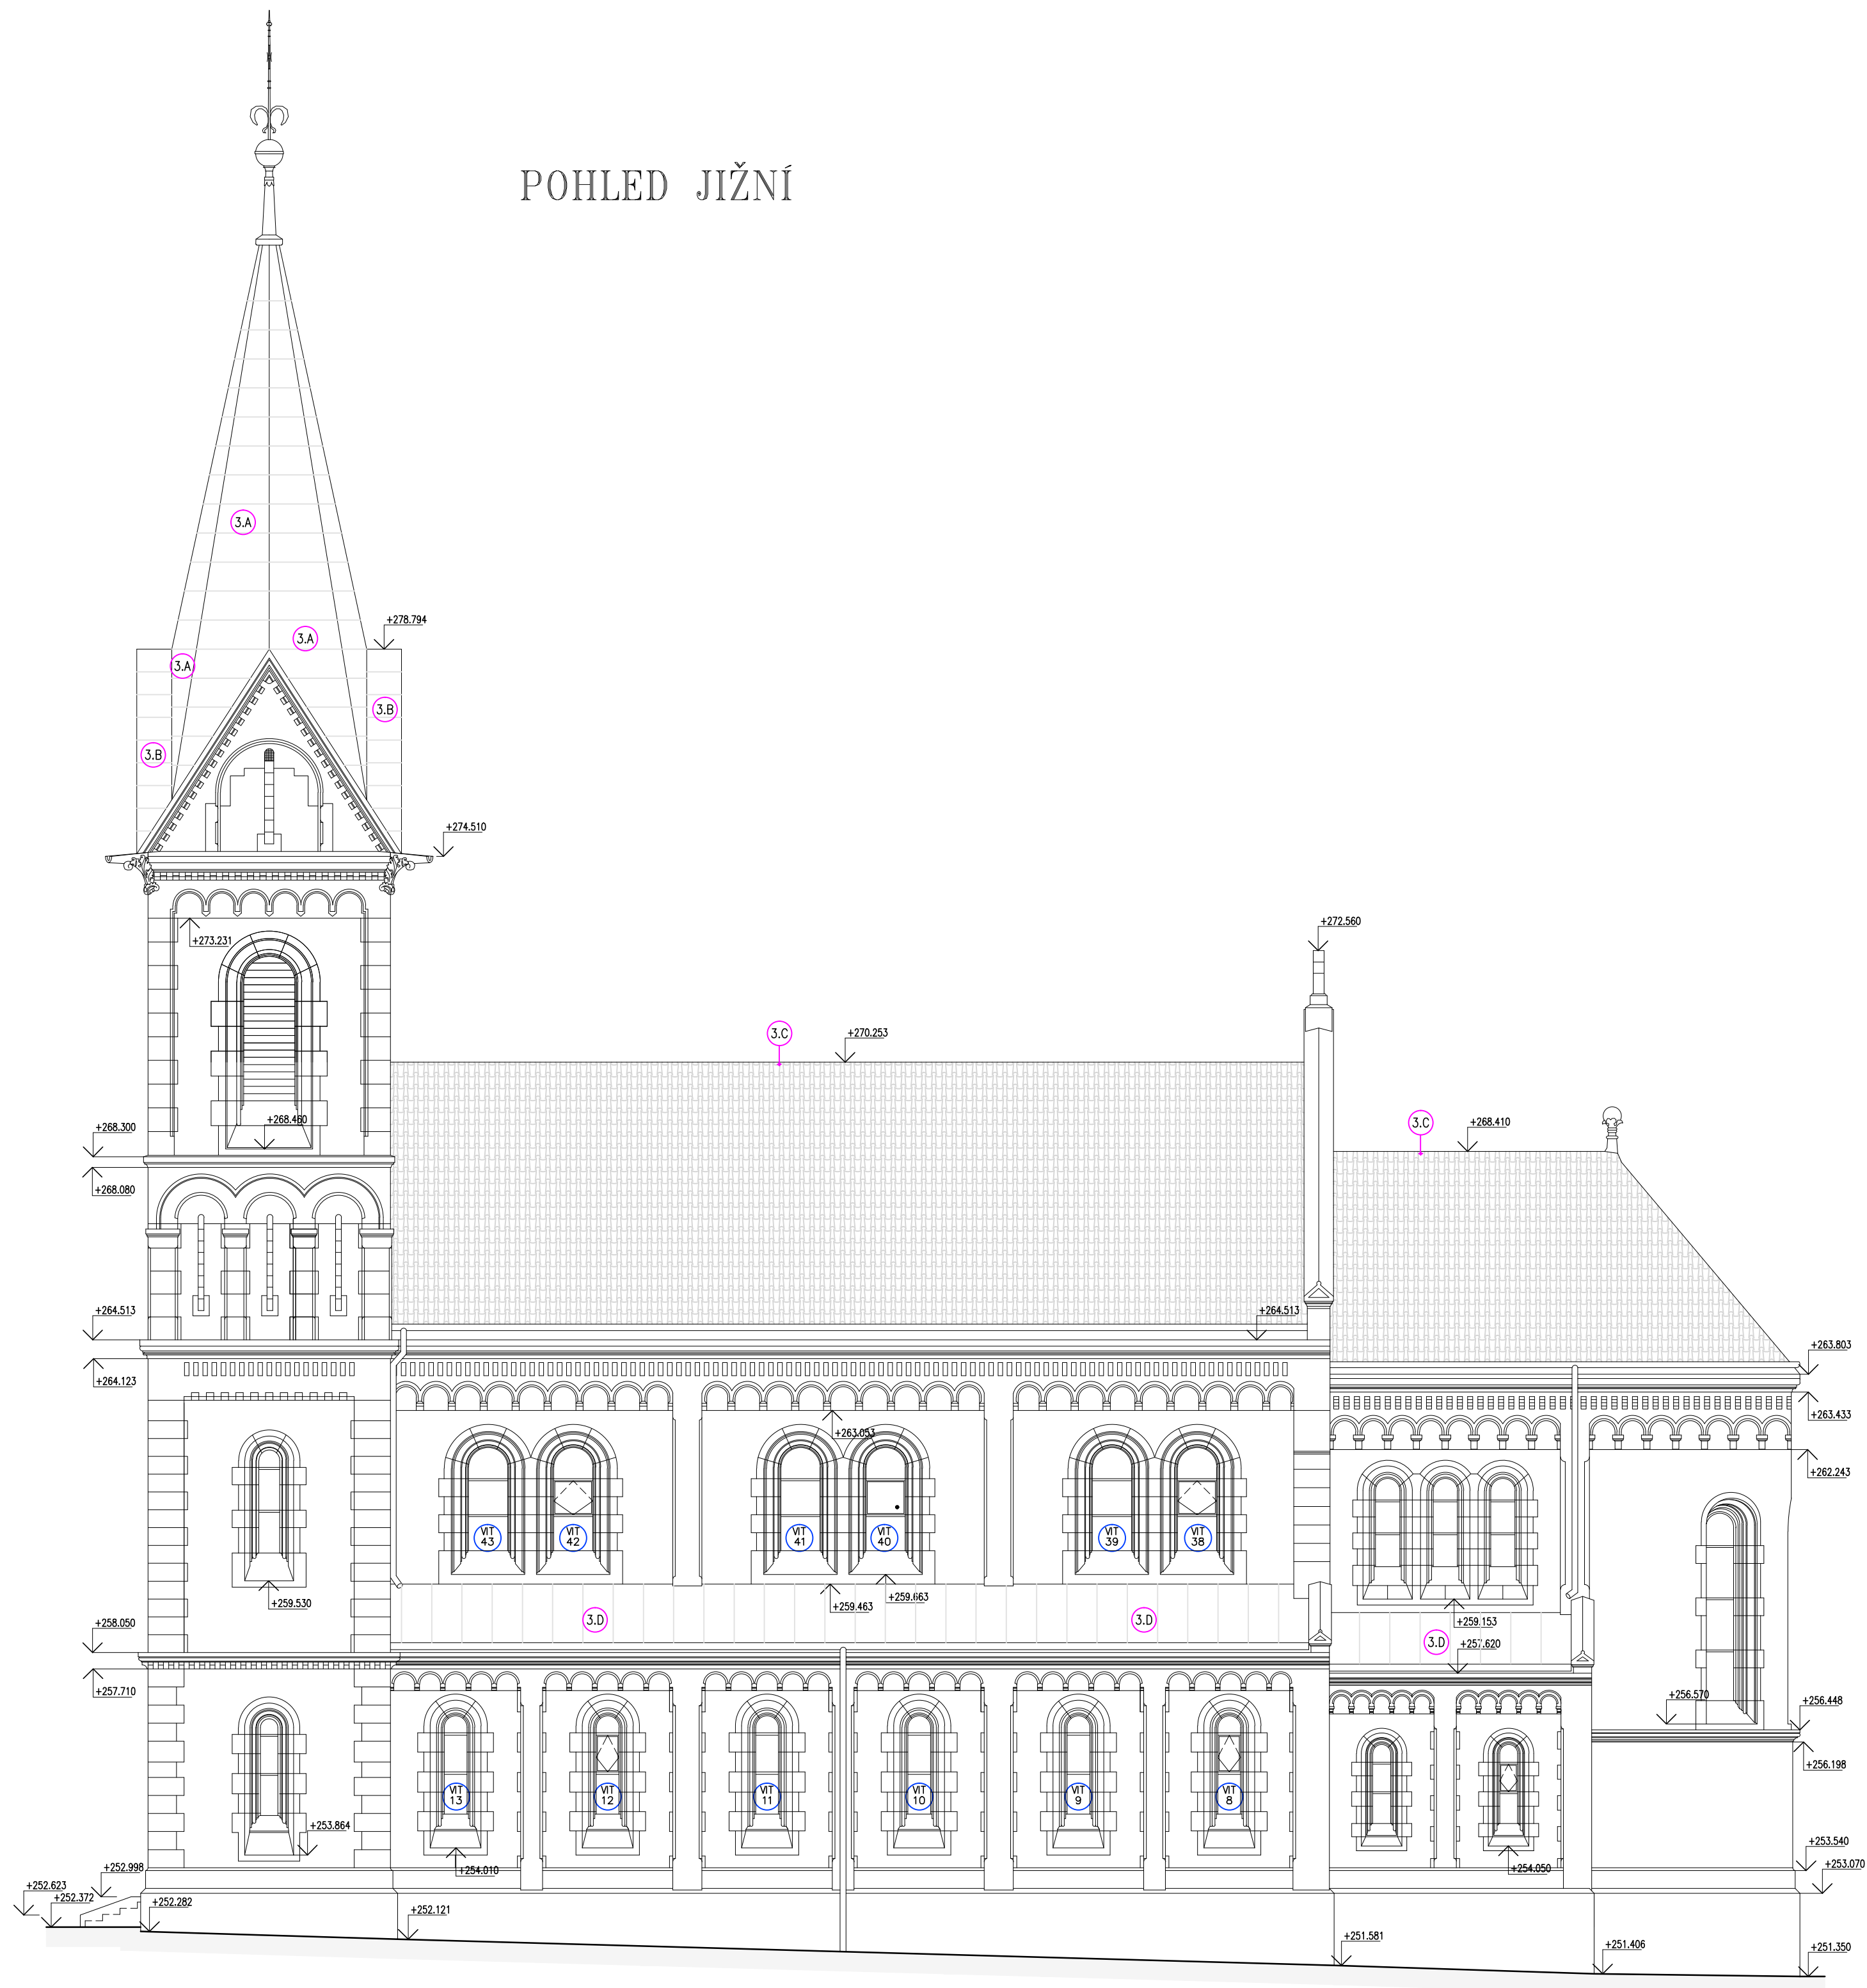 POHLED JIŽNÍ
3.A
+278.794
3.A
3.A
3.B
3.B
+274.510
+272.560
+273.231
3.C
+270.253
+268.460
+268.300
3.C
+268.410
+268.080
+264.513
+264.513
+263.803
+264.123
+263.433
+263.053
+262.243
VIT
43
VIT
42
VIT
41
VIT
40
VIT
39
VIT
38
+259.530
+259.463
+259.663
+258.050
3.D
3.D
+259.153
3.D
+257.620
+257.710
+256.570
+256.448
+256.198
VIT
13
VIT
12
VIT
11
VIT
10
VIT
9
VIT
8
+253.864
+253.540
+252.998
+254.010
+254.050
+253.070
+252.623
+252.372
+252.282
+252.121
+251.581
+251.406
+251.350